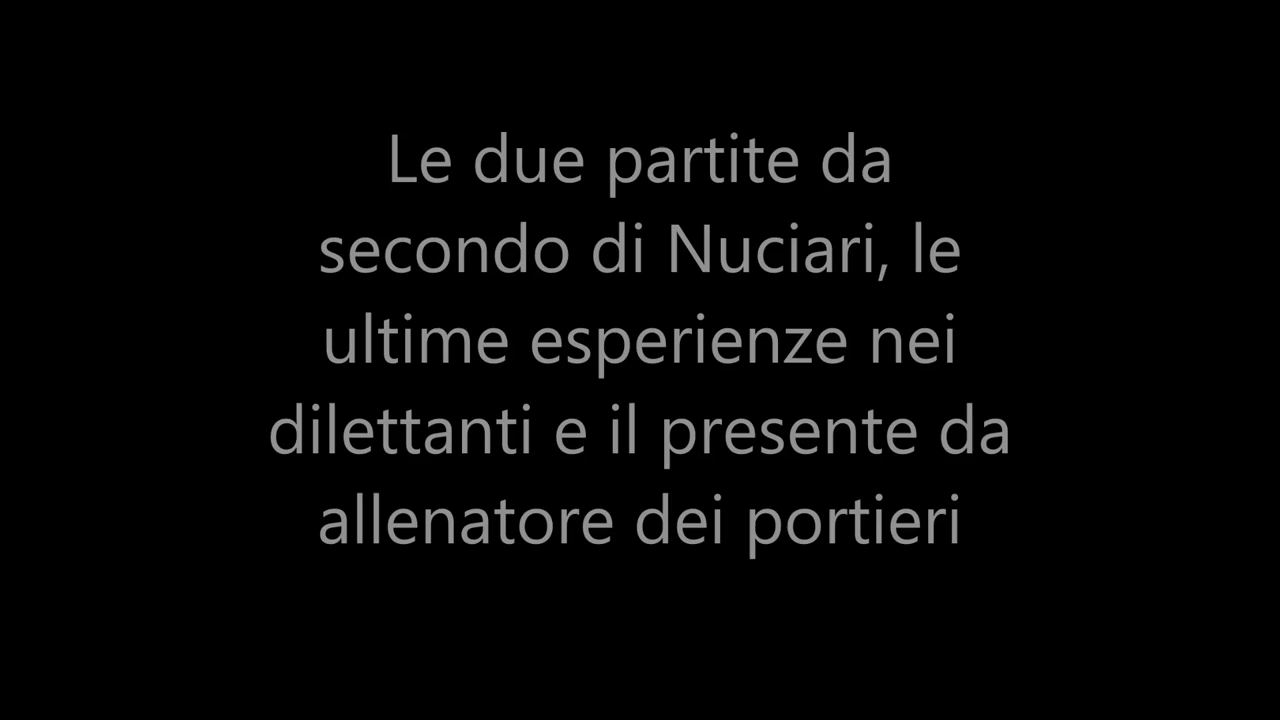 Le due partite da
secondo di Nuciari, le
ultime esperienze nei
dilettanti e il presente da
allenatore dei portieri